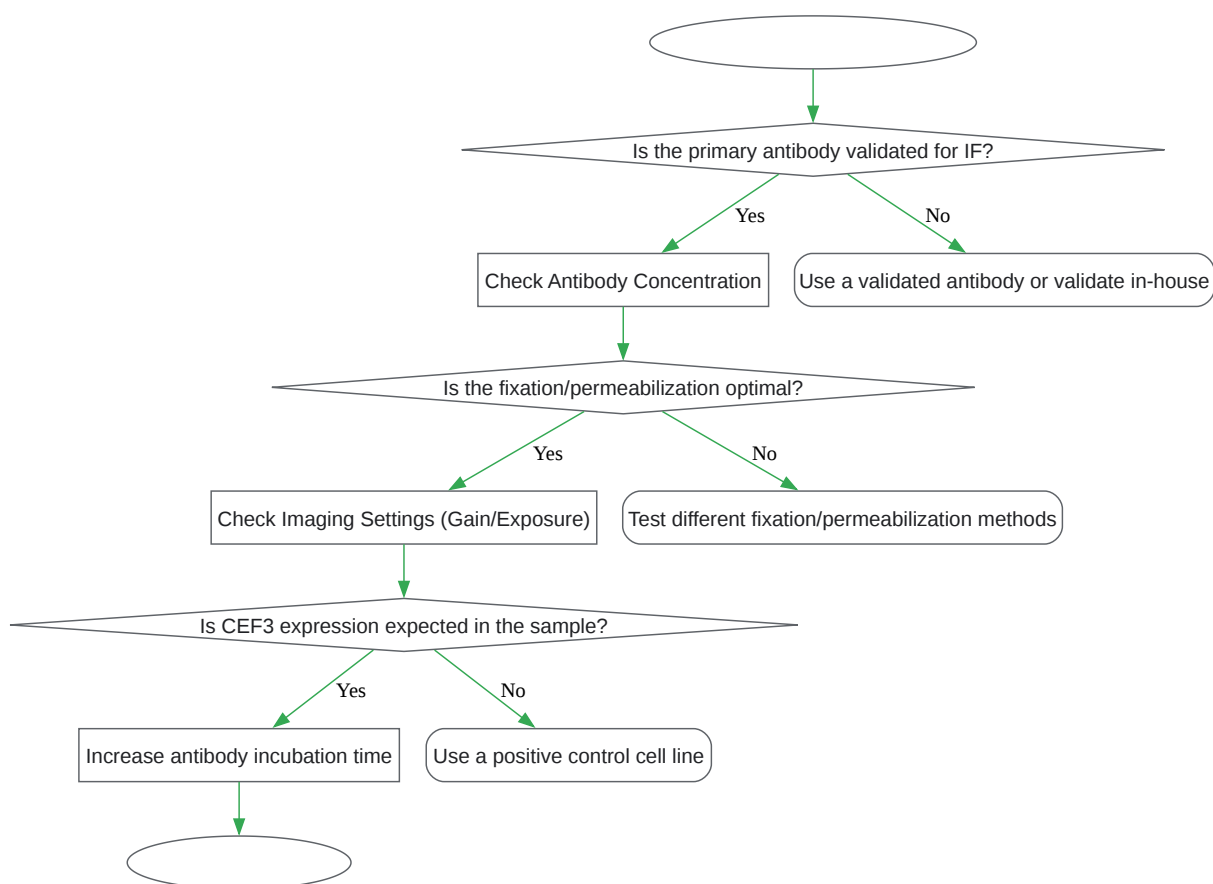 Is the primary antibody validated for IF?
Yes
No
Check Antibody Concentration
Use a validated antibody or validate in-house
Is the fixation/permeabilization optimal?
Yes
No
Check Imaging Settings (Gain/Exposure)
Test different fixation/permeabilization methods
Is CEF3 expression expected in the sample?
Yes
No
Increase antibody incubation time
Use a positive control cell line